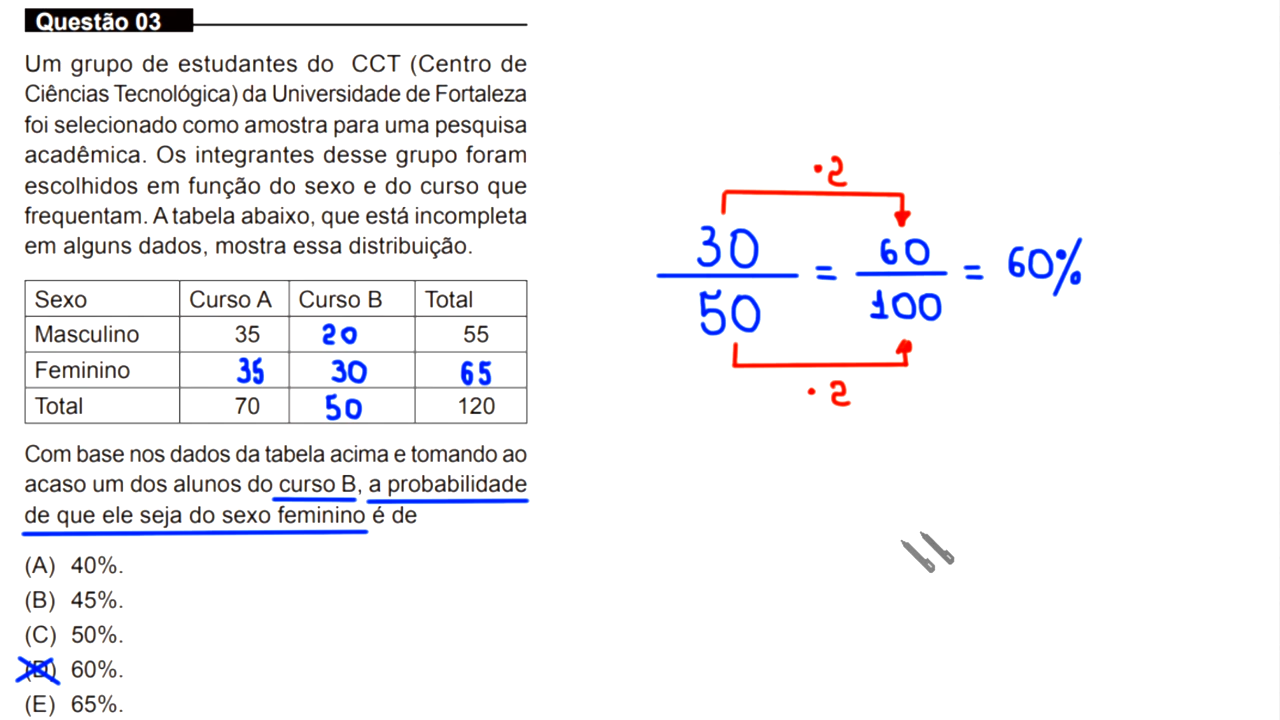 Questão 03
Um grupo de estudantes do CCT (Centro de
Ciências Tecnológica) da Universidade de Fortaleza
foi selecionado como amostra para uma pesquisa
acadêmica. Os integrantes desse grupo foram
escolhidos em função do sexo e do curso que
frequentam. A tabela abaixo, que está incompleta
em alguns dados, mostra essa distribuição.
Sexo Curso A Curso B Total
Masculino 35 20 55
Feminino 35 30 65
Total 70 50 120
Com base nos dados da tabela acima e tomando ao
acaso um dos alunos do curso B, a probabilidade
de que ele seja do sexo feminino é de
(A) 40%.
(B) 45%.
(C) 50%.
(D) 60%.
(E) 65%.
·2
30/50 = 60/100 = 60%
·2